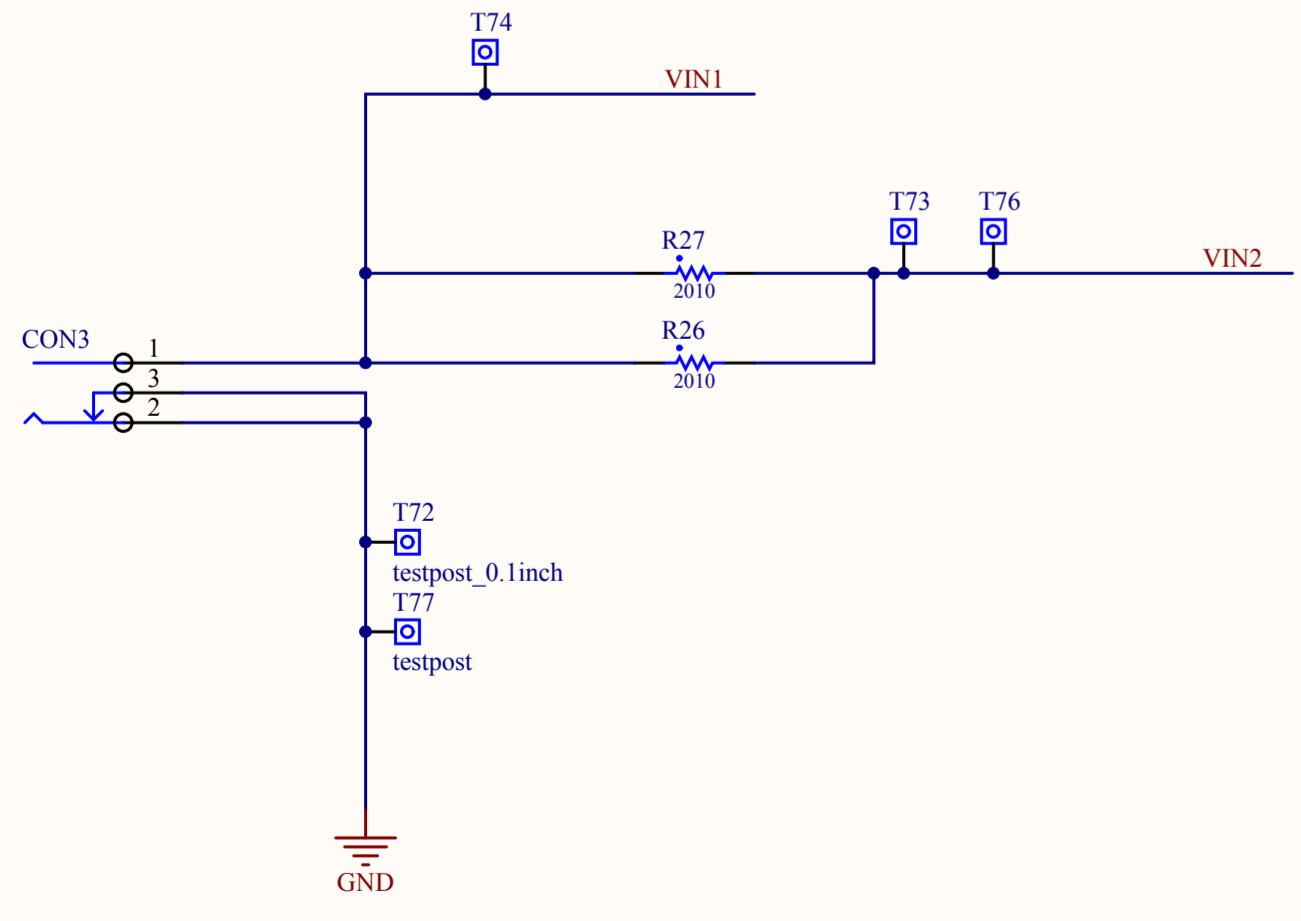 T74
VIN1
T73
T76
R27
VIN2
2010
R26
CON3
1
2010
3
2
T72
testpost_0.1inch
T77
testpost
GND